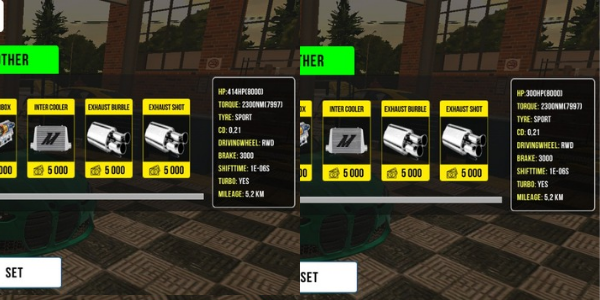 OTHER
BOX
INTER COOLER
EXHAUST BURBLE
EXHAUST SHOT
000
5 000
5 000
5 000
HP:414HP(8000)
TORQUE: 2300NM(7997)
TYRE: SPORT
CD: 0,21
DRIVINGWHEEL: RWD
BRAKE: 3000
SHIFTTIME: 1E-06S
TURBO: YES
MILEAGE: 5,2 KM
SET
THER
BOX
INTER COOLER
EXHAUST BURBLE
EXHAUST SHOT
000
5 000
5 000
5 000
HP:300HP(8000)
TORQUE: 2300NM(7997)
TYRE: SPORT
CD: 0,21
DRIVINGWHEEL: RWD
BRAKE: 3000
SHIFTTIME: 1E-06S
TURBO: YES
MILEAGE: 5,2 KM
SET